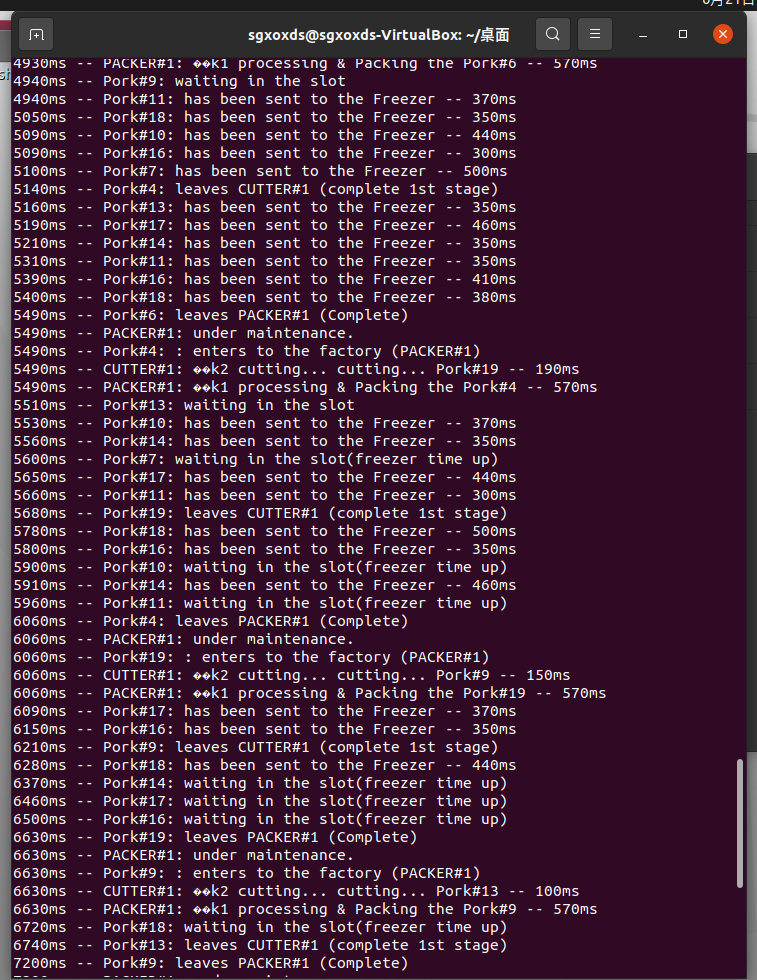 6月21日
sgxoxds@sgxoxds-VirtualBox: ~/桌面
4930ms -- PACKER#1: ��k1 processing & Packing the Pork#6 -- 570ms
4940ms -- Pork#9: waiting in the slot
4940ms -- Pork#11: has been sent to the Freezer -- 370ms
5050ms -- Pork#18: has been sent to the Freezer -- 350ms
5090ms -- Pork#10: has been sent to the Freezer -- 440ms
5090ms -- Pork#16: has been sent to the Freezer -- 300ms
5100ms -- Pork#7: has been sent to the Freezer -- 500ms
5140ms -- Pork#4: leaves CUTTER#1 (complete 1st stage)
5160ms -- Pork#13: has been sent to the Freezer -- 350ms
5190ms -- Pork#17: has been sent to the Freezer -- 460ms
5210ms -- Pork#14: has been sent to the Freezer -- 350ms
5310ms -- Pork#11: has been sent to the Freezer -- 350ms
5390ms -- Pork#16: has been sent to the Freezer -- 410ms
5400ms -- Pork#18: has been sent to the Freezer -- 380ms
5490ms -- Pork#6: leaves PACKER#1 (Complete)
5490ms -- PACKER#1: under maintenance.
5490ms -- Pork#4: : enters to the factory (PACKER#1)
5490ms -- CUTTER#1: ��k2 cutting... cutting... Pork#19 -- 190ms
5490ms -- PACKER#1: ��k1 processing & Packing the Pork#4 -- 570ms
5510ms -- Pork#13: waiting in the slot
5530ms -- Pork#10: has been sent to the Freezer -- 370ms
5560ms -- Pork#14: has been sent to the Freezer -- 350ms
5600ms -- Pork#7: waiting in the slot(freezer time up)
5650ms -- Pork#17: has been sent to the Freezer -- 440ms
5660ms -- Pork#11: has been sent to the Freezer -- 300ms
5680ms -- Pork#19: leaves CUTTER#1 (complete 1st stage)
5780ms -- Pork#18: has been sent to the Freezer -- 500ms
5800ms -- Pork#16: has been sent to the Freezer -- 350ms
5900ms -- Pork#10: waiting in the slot(freezer time up)
5910ms -- Pork#14: has been sent to the Freezer -- 460ms
5960ms -- Pork#11: waiting in the slot(freezer time up)
6060ms -- Pork#4: leaves PACKER#1 (Complete)
6060ms -- PACKER#1: under maintenance.
6060ms -- Pork#19: : enters to the factory (PACKER#1)
6060ms -- CUTTER#1: ��k2 cutting... cutting... Pork#9 -- 150ms
6060ms -- PACKER#1: ��k1 processing & Packing the Pork#19 -- 570ms
6090ms -- Pork#17: has been sent to the Freezer -- 370ms
6150ms -- Pork#16: has been sent to the Freezer -- 350ms
6210ms -- Pork#9: leaves CUTTER#1 (complete 1st stage)
6280ms -- Pork#18: has been sent to the Freezer -- 440ms
6370ms -- Pork#14: waiting in the slot(freezer time up)
6460ms -- Pork#17: waiting in the slot(freezer time up)
6500ms -- Pork#16: waiting in the slot(freezer time up)
6630ms -- Pork#19: leaves PACKER#1 (Complete)
6630ms -- PACKER#1: under maintenance.
6630ms -- Pork#9: : enters to the factory (PACKER#1)
6630ms -- CUTTER#1: ��k2 cutting... cutting... Pork#13 -- 100ms
6630ms -- PACKER#1: ��k1 processing & Packing the Pork#9 -- 570ms
6720ms -- Pork#18: waiting in the slot(freezer time up)
6740ms -- Pork#13: leaves CUTTER#1 (complete 1st stage)
7200ms -- Pork#9: leaves PACKER#1 (Complete)